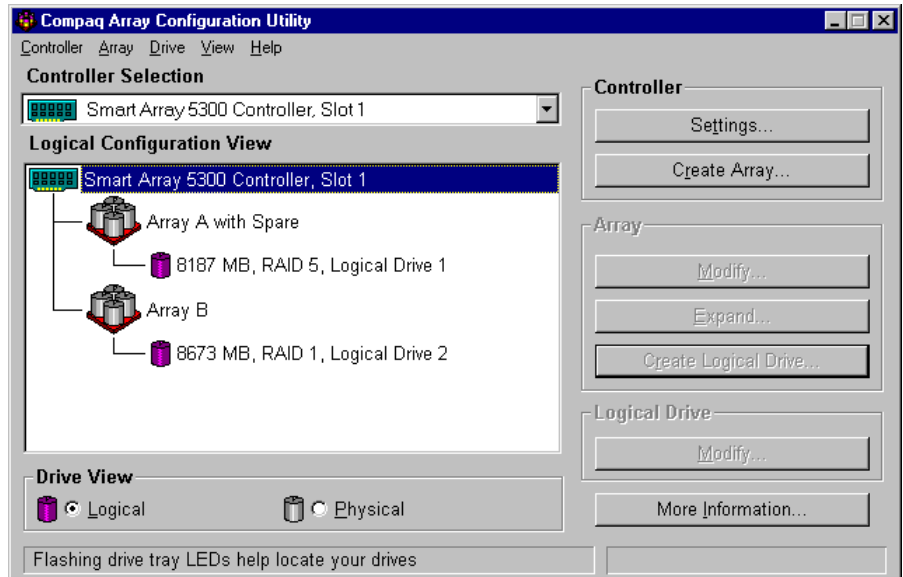 Compaq Array Configuration Utility
Controller Array Drive View Help
Controller Selection
Smart Array 5300 Controller, Slot 1
Logical Configuration View
Smart Array 5300 Controller, Slot 1
Array A with Spare
8187 MB, RAID 5, Logical Drive 1
Array B
8673 MB, RAID 1, Logical Drive 2
Drive View
Logical
Physical
Controller
Settings...
Create Array...
Array
Modify...
Expand...
Create Logical Drive...
Logical Drive
Modify...
More Information...
Flashing drive tray LEDs help locate your drives